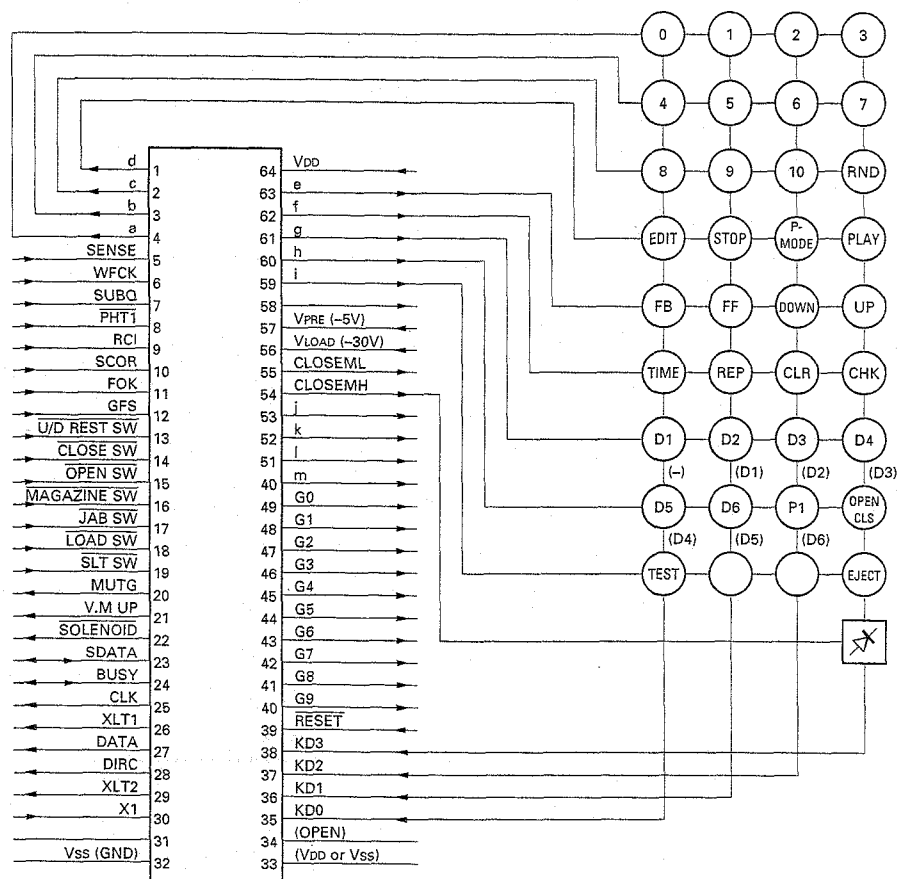 0 1 2 3
4 5 6 7
8 9 10 RND
EDIT STOP P-MODE PLAY
FB FF DOWN UP
TIME REP CLR CHK
D1 D2 D3 D4
(–) (D1) (D2) (D3)
D5 D6 P1 OPEN CLS
(D4) (D5) (D6)
TEST EJECT
d 1
c 2
b 3
a 4
SENSE 5
WFCK 6
SUBQ 7
PHT1 8
RCI 9
SCOR 10
FOK 11
GFS 12
U/D REST SW 13
CLOSE SW 14
OPEN SW 15
MAGAZINE SW 16
JAB SW 17
LOAD SW 18
SLT SW 19
MUTG 20
V.M UP 21
SOLENOID 22
SDATA 23
BUSY 24
CLK 25
XLT1 26
DATA 27
DIRC 28
XLT2 29
X1 30
31
Vss (GND) 32
64 VDD
63 e
62 f
61 g
60 h
59 i
58
57 VPRE (–5V)
56 VLOAD (–30V)
55 CLOSEML
54 CLOSEMH
53 j
52 k
51 l
40 m
49 G0
48 G1
47 G2
46 G3
45 G4
44 G5
43 G6
42 G7
41 G8
40 G9
39 RESET
38 KD3
37 KD2
36 KD1
35 KD0
34 (OPEN)
33 (VDD or Vss)